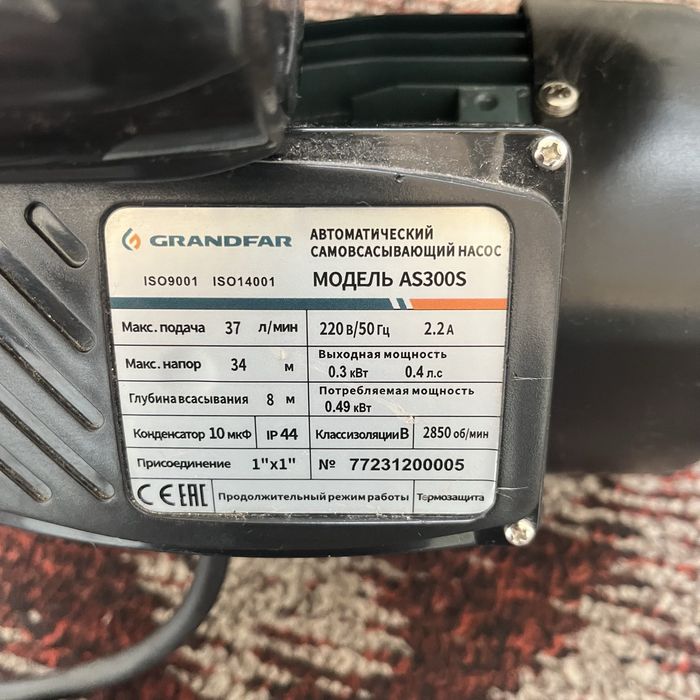 GRANDFAR
АВТОМАТИЧЕСКИЙ
САМОВСАСЫВАЮЩИЙ НАСОС
ISO9001 ISO14001
МОДЕЛЬ AS300S
Макс. подача 37 л/мин
220 В/50 Гц 2.2 А
Макс. напор 34 м
Выходная мощность
0.3 кВт 0.4 л.с
Глубина всасывания 8 м
Потребляемая мощность
0.49 кВт
Конденсатор 10 мкФ IP 44
Класс изоляции В 2850 об/мин
Присоединение 1"x1"
№ 77231200005
CE EAC
Продолжительный режим работы
Термозащита